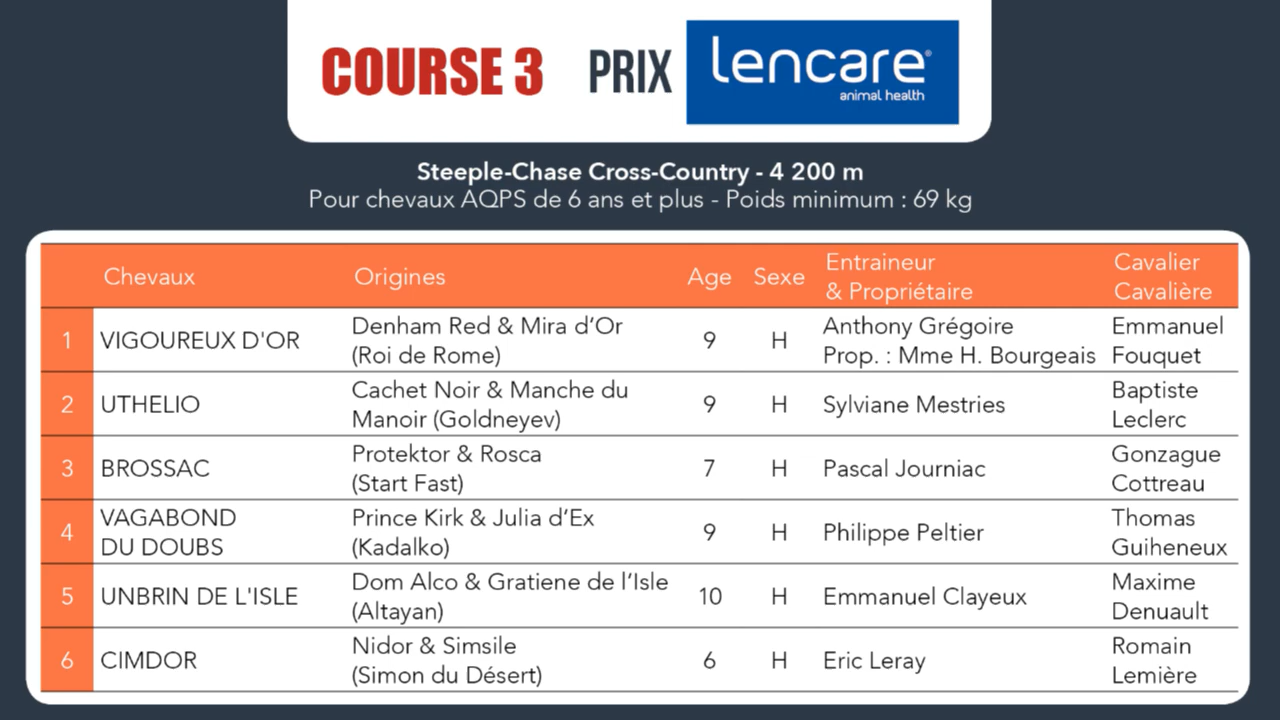 COURSE 3 PRIX lencare®
animal health
Steeple-Chase Cross-Country - 4 200 m
Pour chevaux AQPS de 6 ans et plus - Poids minimum : 69 kg
Chevaux Origines Age Sexe Entraineur & Propriétaire Cavalier Cavalière
1 VIGOUREUX D'OR Denham Red & Mira d’Or (Roi de Rome) 9 H Anthony Grégoire Prop. : Mme H. Bourgeais Emmanuel Fouquet
2 UTHELIO Cachet Noir & Manche du Manoir (Goldneyev) 9 H Sylviane Mestries Baptiste Leclerc
3 BROSSAC Protektor & Rosca (Start Fast) 7 H Pascal Journiac Gonzague Cottreau
4 VAGABOND DU DOUBS Prince Kirk & Julia d’Ex (Kadalko) 9 H Philippe Peltier Thomas Guiheneux
5 UNBRIN DE L'ISLE Dom Alco & Gratiene de l’Isle (Altayan) 10 H Emmanuel Clayeux Maxime Denuault
6 CIMDOR Nidor & Simsile (Simon du Désert) 6 H Eric Leray Romain Lemière